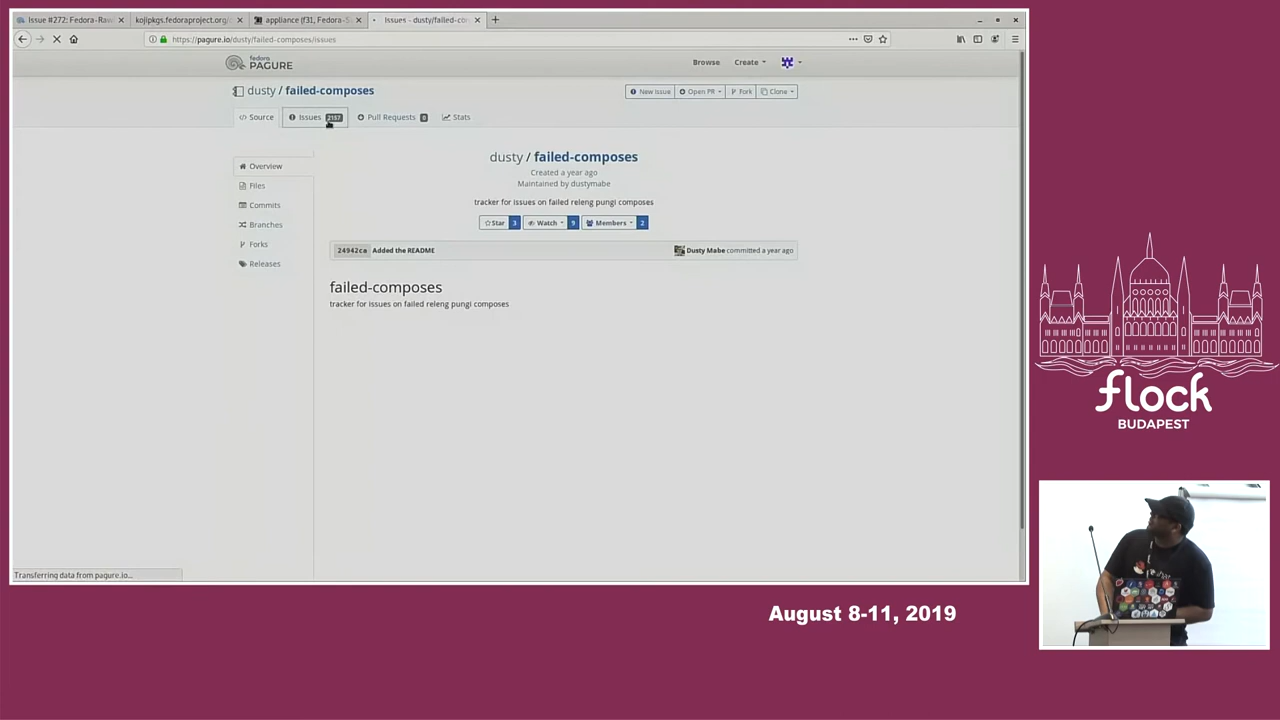 Issue #272: Fedora-Raw
kojipkgs.fedoraproject.org/
appliance (f31, Fedora-S
Issues - dusty/failed-com
https://pagure.io/dusty/failed-composes/issues
fedora
PAGURE
Browse
Create
dusty / failed-composes
New Issue
Open PR
Fork
Clone
Source
Issues 2157
Pull Requests 0
Stats
Overview
Files
Commits
Branches
Forks
Releases
dusty / failed-composes
Created a year ago
Maintained by dustymabe
tracker for issues on failed releng pungi composes
Star 3
Watch 9
Members 2
24942ca Added the README
Dusty Mabe committed a year ago
failed-composes
tracker for issues on failed releng pungi composes
Transferring data from pagure.io...
flock
BUDAPEST
August 8-11, 2019